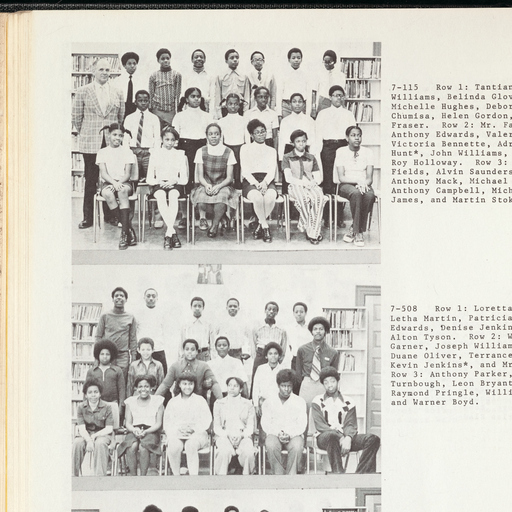 7-115 Row 1: Tantian
Williams, Belinda Glov
Michelle Hughes, Debor
Chumisa, Helen Gordon,
Fraser. Row 2: Mr. Fa
Anthony Edwards, Valer
Victoria Bennette, Adr
Hunt*, John Williams,
Roy Holloway. Row 3:
Fields, Alvin Saunders
Anthony Mack, Michael
Anthony Campbell, Mich
James, and Martin Stok
7-508 Row 1: Loretta
Letha Martin, Patricia
Edwards, Denise Jenkin
Alton Tyson. Row 2: W
Garner, Joseph William
Duane Oliver, Terrance
Kevin Jenkins*, and Mr
Row 3: Anthony Parker,
Turnbough, Leon Bryant
Raymond Pringle, Willi
and Warner Boyd.